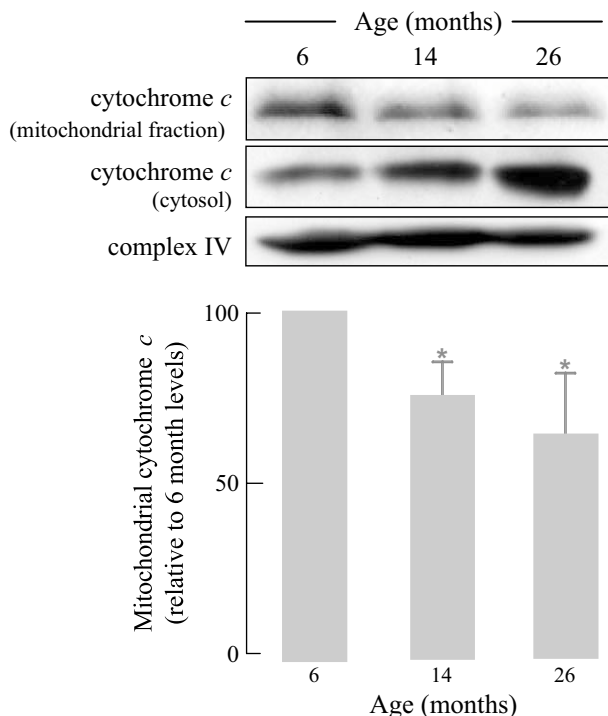 Age (months)
6 14 26
cytochrome c
(mitochondrial fraction)
cytochrome c
(cytosol)
complex IV
Mitochondrial cytochrome c
(relative to 6 month levels)
100
50
0
* *
6 14 26
Age (months)